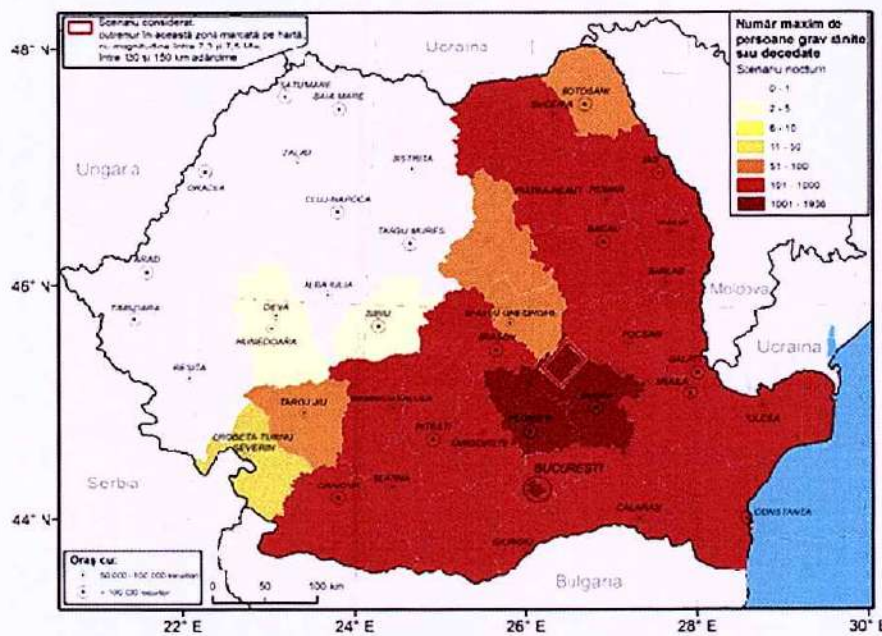 Scenariu considerat:
cutremur în această zonă marcată pe hartă,
cu magnitudine între 7,3 și 7,5 Mw,
între 130 și 150 km adâncime
Număr maxim de
persoane grav rănite
sau decedate
Scenariu nocturn
0 - 1
2 - 5
6 - 10
11 - 50
51 - 100
101 - 1000
1001 - 1936
48°
46°
44°
Ucraina
SATU MARE
BAIA MARE
BOTOSANI
SUCEAVA
Ungaria
ZALAU
BISTRITA
IASI
ORADEA
PIATRA-NEAMT
ROMAN
CLUJ-NAPOCA
TARGU MURES
BACAU
VASLUI
ARAD
ALBA IULIA
BARLAD
Moldova
TIMISOARA
DEVA
SIBIU
SFANTU GHEORGHE
HUNEDOARA
BRASOV
FOCSANI
Ucraina
RESITA
GALATI
BRAILA
TARGU JIU
RAMNICU VALCEA
BUZAU
TULCEA
DROBETA-TURNU
SEVERIN
PITESTI
TARGOVISTE
PLOIESTI
Serbia
BUCURESTI
CRAIOVA
SLATINA
CALARASI
CONSTANTA
GIURGIU
Bulgaria
Oraș cu:
50.000 - 100.000 locuitori
> 100.000 locuitori
0 50 100 km
22° E
24° E
26° E
28° E
30° E